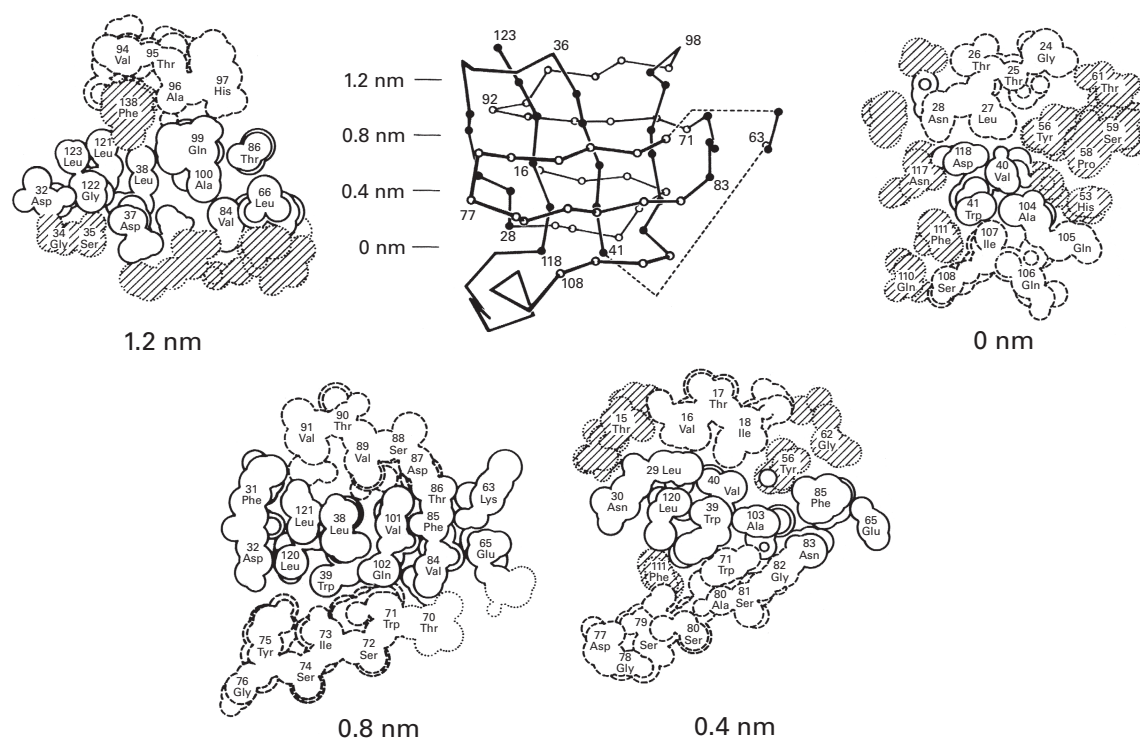 94
Val
95
Thr
96
Ala
97
His
138
Phe
99
Gln
86
Thr
121
Leu
123
Leu
38
Leu
100
Ala
32
Asp
122
Gly
66
Leu
37
Asp
84
Val
34
Gly
35
Ser
1.2 nm
123
36
98
1.2 nm
92
0.8 nm
71
63
16
0.4 nm
83
77
28
0 nm
41
118
108
26
Thr
24
Gly
25
Thr
61
Thr
28
Asn
27
Leu
56
Tyr
59
Ser
58
Pro
118
Asp
40
Val
117
Asn
53
His
41
Trp
104
Ala
111
Phe
107
Ile
105
Gln
110
Gln
108
Ser
106
Gln
0 nm
90
Thr
91
Val
89
Val
88
Ser
87
Asp
31
Phe
86
Thr
63
Lys
121
Leu
38
Leu
101
Val
85
Phe
32
Asp
120
Leu
65
Glu
84
Val
102
Gln
39
Trp
71
Trp
70
Thr
75
Tyr
73
Ile
72
Ser
74
Ser
76
Gly
0.8 nm
17
Thr
15
Thr
16
Val
18
Ile
62
Gly
56
Tyr
29 Leu
40
Val
30
Asn
120
Leu
85
Phe
39
Trp
103
Ala
65
Glu
83
Asn
71
Trp
111
Phe
82
Gly
80
Ala
81
Ser
79
Ser
80
Ser
77
Asp
78
Gly
0.4 nm